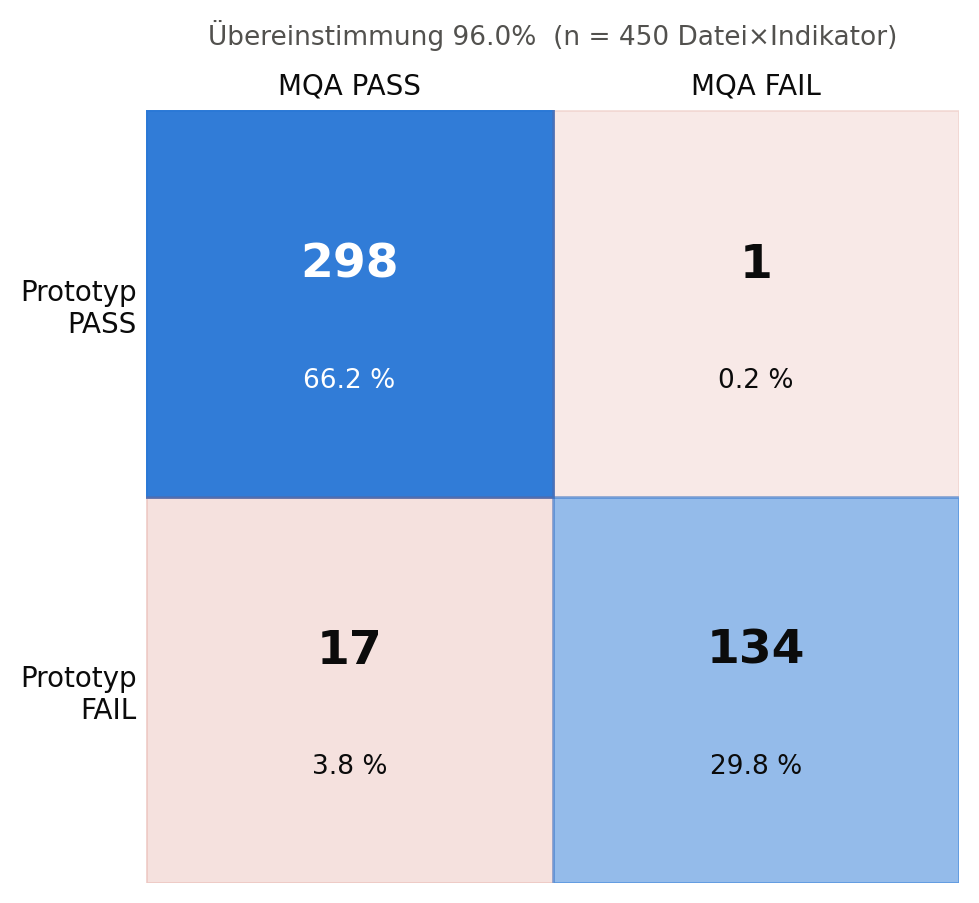 Übereinstimmung 96.0%  (n = 450 Datei×Indikator)
MQA PASS
MQA FAIL
Prototyp
PASS
298
66.2 %
1
0.2 %
Prototyp
FAIL
17
3.8 %
134
29.8 %